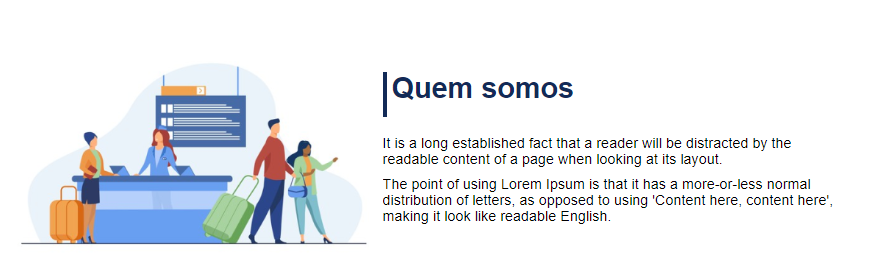 Quem somos
It is a long established fact that a reader will be distracted by the
readable content of a page when looking at its layout.
The point of using Lorem Ipsum is that it has a more-or-less normal
distribution of letters, as opposed to using 'Content here, content here',
making it look like readable English.